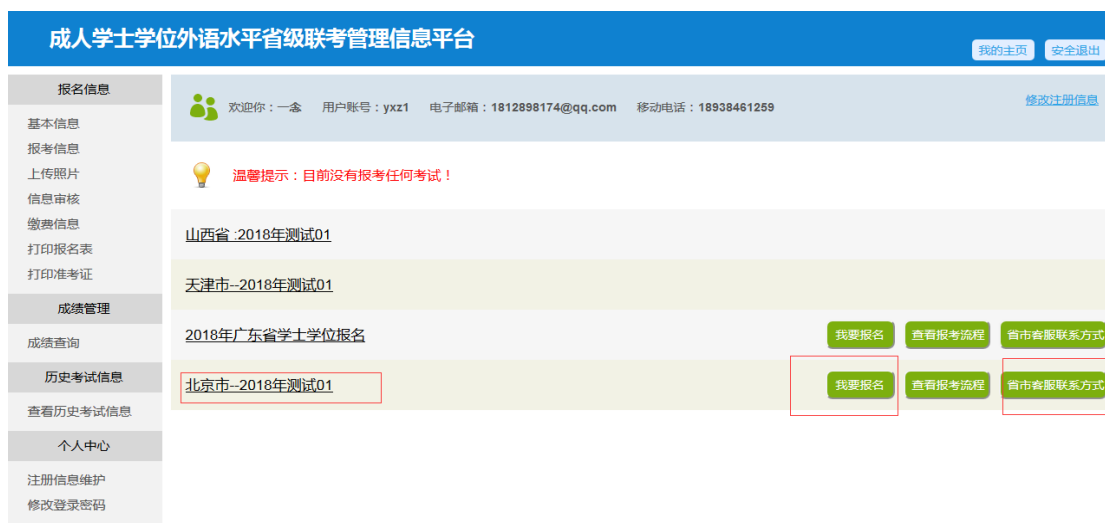 成人学士学位外语水平省级联考管理信息平台
我的主页 安全退出
报名信息
基本信息
报考信息
上传照片
信息审核
缴费信息
打印报名表
打印准考证
成绩管理
成绩查询
历史考试信息
查看历史考试信息
个人中心
注册信息维护
修改登录密码
欢迎你：一念 用户账号：yxz1 电子邮箱：1812898174@qq.com 移动电话：18938461259
修改注册信息
温馨提示：目前没有报考任何考试！
山西省 :2018年测试01
天津市--2018年测试01
2018年广东省学士学位报名 我要报名 查看报考流程 省市客服联系方式
北京市--2018年测试01 我要报名 查看报考流程 省市客服联系方式